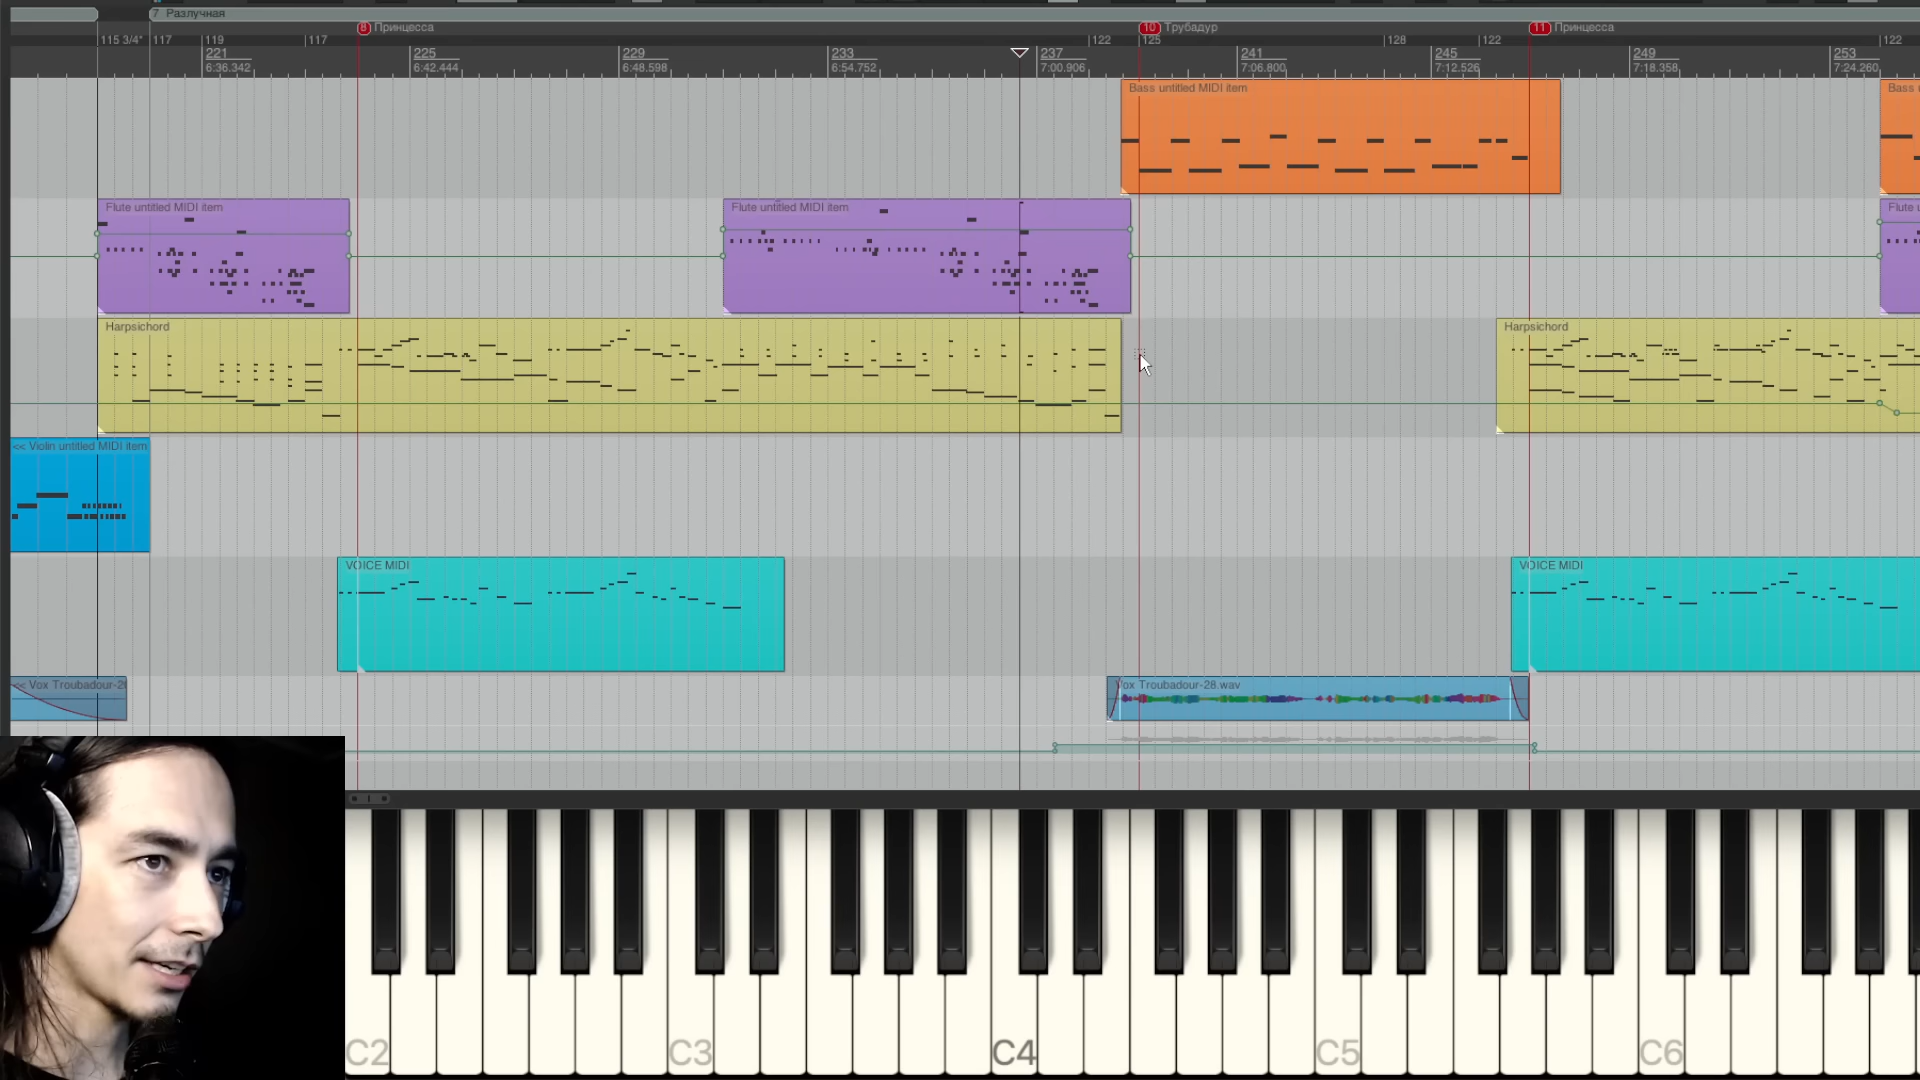 7 Разлучная
8 Принцесса
10 Трубадур
11 Принцесса
115 3/4*
117
119
117
122
125
128
122
122
221
225
229
233
237
241
245
249
253
6:36.342
6:42.444
6:48.598
6:54.752
7:00.906
7:06.800
7:12.526
7:18.358
7:24.260
Bass untitled MIDI item
Bass
Flute untitled MIDI item
Flute untitled MIDI item
Flute
Harpsichord
Harpsichord
<< Violin untitled MIDI item
VOICE MIDI
VOICE MIDI
<< Vox Troubadour-2
Vox Troubadour-28.wav
C2
C3
C4
C5
C6